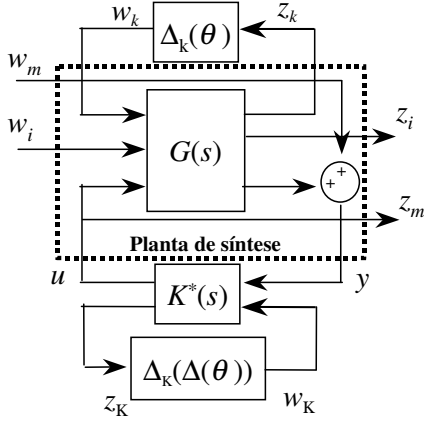 w_k
Δ_k(θ)
z_k
w_m
w_i
G(s)
z_i
+
+
z_m
Planta de síntese
u
K*(s)
y
Δ_K(Δ(θ))
z_K
w_K